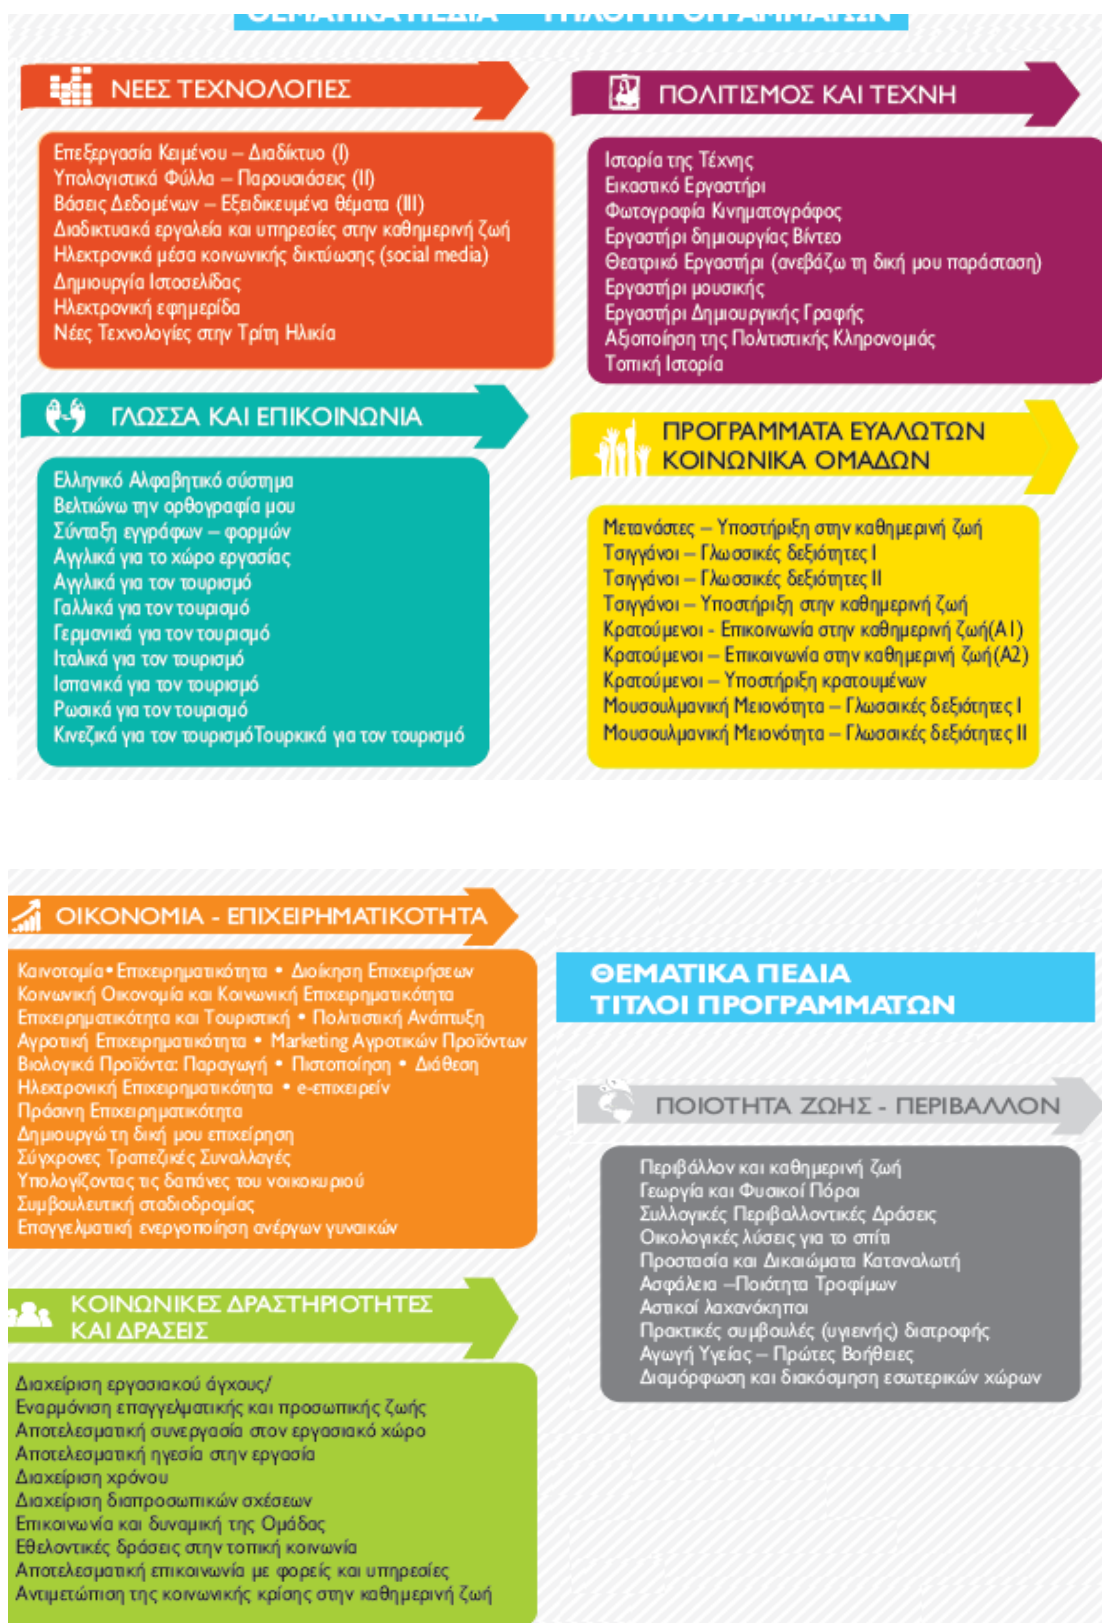 ΘΕΜΑΤΙΚΑ ΠΕΔΙΑ ΤΙΤΛΟΙ ΠΡΟΓΡΑΜΜΑΤΩΝ
ΝΕΕΣ ΤΕΧΝΟΛΟΓΙΕΣ
Επεξεργασία Κειμένου – Διαδίκτυο (I)
Υπολογιστικά Φύλλα – Παρουσιάσεις (II)
Βάσεις Δεδομένων – Εξειδικευμένα θέματα (III)
Διαδικτυακά εργαλεία και υπηρεσίες στην καθημερινή ζωή
Ηλεκτρονικά μέσα κοινωνικής δικτύωσης (social media)
Δημιουργία Ιστοσελίδας
Ηλεκτρονική εφημερίδα
Νέες Τεχνολογίες στην Τρίτη Ηλικία
ΠΟΛΙΤΙΣΜΟΣ ΚΑΙ ΤΕΧΝΗ
Ιστορία της Τέχνης
Εικαστικό Εργαστήρι
Φωτογραφία Κινηματογράφος
Εργαστήρι δημιουργίας Βίντεο
Θεατρικό Εργαστήρι (ανεβάζω τη δική μου παράσταση)
Εργαστήρι μουσικής
Εργαστήρι Δημιουργικής Γραφής
Αξιοποίηση της Πολιτιστικής Κληρονομιάς
Τοπική Ιστορία
ΓΛΩΣΣΑ ΚΑΙ ΕΠΙΚΟΙΝΩΝΙΑ
Ελληνικό Αλφαβητικό σύστημα
Βελτιώνω την ορθογραφία μου
Σύνταξη εγγράφων – φορμών
Αγγλικά για το χώρο εργασίας
Αγγλικά για τον τουρισμό
Γαλλικά για τον τουρισμό
Γερμανικά για τον τουρισμό
Ιταλικά για τον τουρισμό
Ισπανικά για τον τουρισμό
Ρωσικά για τον τουρισμό
Κινεζικά για τον τουρισμόΤουρκικά για τον τουρισμό
ΠΡΟΓΡΑΜΜΑΤΑ ΕΥΑΛΩΤΩΝ
ΚΟΙΝΩΝΙΚΑ ΟΜΑΔΩΝ
Μετανάστες – Υποστήριξη στην καθημερινή ζωή
Τσιγγάνοι – Γλωσσικές δεξιότητες I
Τσιγγάνοι – Γλωσσικές δεξιότητες II
Τσιγγάνοι – Υποστήριξη στην καθημερινή ζωή
Κρατούμενοι - Επικοινωνία στην καθημερινή ζωή(Α1)
Κρατούμενοι – Επικοινωνία στην καθημερινή ζωή(Α2)
Κρατούμενοι – Υποστήριξη κρατουμένων
Μουσουλμανική Μειονότητα – Γλωσσικές δεξιότητες I
Μουσουλμανική Μειονότητα – Γλωσσικές δεξιότητες II
ΟΙΚΟΝΟΜΙΑ - ΕΠΙΧΕΙΡΗΜΑΤΙΚΟΤΗΤΑ
Καινοτομία • Επιχειρηματικότητα • Διοίκηση Επιχειρήσεων
Κοινωνική Οικονομία και Κοινωνική Επιχειρηματικότητα
Επιχειρηματικότητα και Τουριστική • Πολιτιστική Ανάπτυξη
Αγροτική Επιχειρηματικότητα • Marketing Αγροτικών Προϊόντων
Βιολογικά Προϊόντα: Παραγωγή • Πιστοποίηση • Διάθεση
Ηλεκτρονική Επιχειρηματικότητα • e-επιχειρείν
Πράσινη Επιχειρηματικότητα
Δημιουργώ τη δική μου επιχείρηση
Σύγχρονες Τραπεζικές Συναλλαγές
Υπολογίζοντας τις δαπάνες του νοικοκυριού
Συμβουλευτική σταδιοδρομίας
Επαγγελματική ενεργοποίηση ανέργων γυναικών
ΘΕΜΑΤΙΚΑ ΠΕΔΙΑ
ΤΙΤΛΟΙ ΠΡΟΓΡΑΜΜΑΤΩΝ
ΠΟΙΟΤΗΤΑ ΖΩΗΣ - ΠΕΡΙΒΑΛΛΟΝ
Περιβάλλον και καθημερινή ζωή
Γεωργία και Φυσικοί Πόροι
Συλλογικές Περιβαλλοντικές Δράσεις
Οικολογικές λύσεις για το σπίτι
Προστασία και Δικαιώματα Καταναλωτή
Ασφάλεια –Ποιότητα Τροφίμων
Αστικοί λαχανόκηποι
Πρακτικές συμβουλές (υγιεινής) διατροφής
Αγωγή Υγείας – Πρώτες Βοήθειες
Διαμόρφωση και διακόσμηση εσωτερικών χώρων
ΚΟΙΝΩΝΙΚΕΣ ΔΡΑΣΤΗΡΙΟΤΗΤΕΣ
ΚΑΙ ΔΡΑΣΕΙΣ
Διαχείριση εργασιακού άγχους/
Εναρμόνιση επαγγελματικής και προσωπικής ζωής
Αποτελεσματική συνεργασία στον εργασιακό χώρο
Αποτελεσματική ηγεσία στην εργασία
Διαχείριση χρόνου
Διαχείριση διαπροσωπικών σχέσεων
Επικοινωνία και δυναμική της Ομάδας
Εθελοντικές δράσεις στην τοπική κοινωνία
Αποτελεσματική επικοινωνία με φορείς και υπηρεσίες
Αντιμετώπιση της κοινωνικής κρίσης στην καθημερινή ζωή